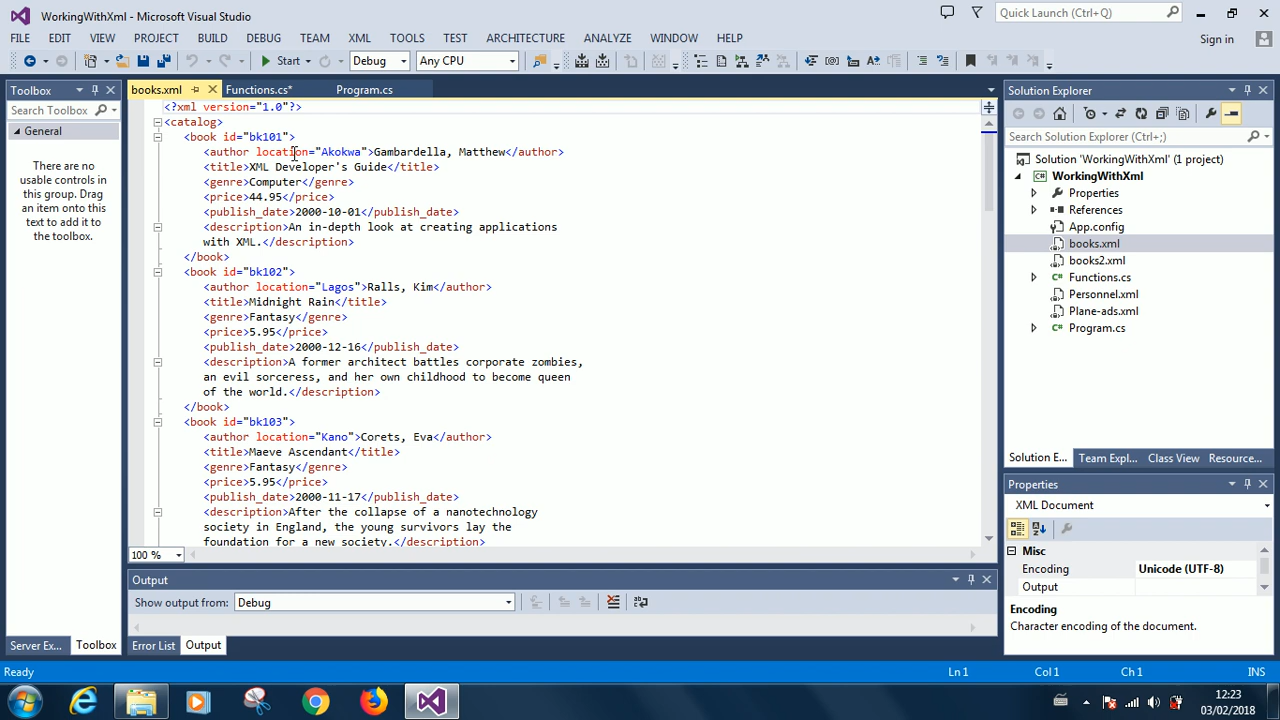 WorkingWithXml - Microsoft Visual Studio
Quick Launch (Ctrl+Q)
FILE EDIT VIEW PROJECT BUILD DEBUG TEAM XML TOOLS TEST ARCHITECTURE ANALYZE WINDOW HELP
Sign in
Start Debug Any CPU
Toolbox
Search Toolbox
General
There are no
usable controls in
this group. Drag
an item onto this
text to add it to
the toolbox.
Server Ex... Toolbox
books.xml Functions.cs* Program.cs
<?xml version="1.0"?>
<catalog>
<book id="bk101">
<author location="Akokwa">Gambardella, Matthew</author>
<title>XML Developer's Guide</title>
<genre>Computer</genre>
<price>44.95</price>
<publish_date>2000-10-01</publish_date>
<description>An in-depth look at creating applications
with XML.</description>
</book>
<book id="bk102">
<author location="Lagos">Ralls, Kim</author>
<title>Midnight Rain</title>
<genre>Fantasy</genre>
<price>5.95</price>
<publish_date>2000-12-16</publish_date>
<description>A former architect battles corporate zombies,
an evil sorceress, and her own childhood to become queen
of the world.</description>
</book>
<book id="bk103">
<author location="Kano">Corets, Eva</author>
<title>Maeve Ascendant</title>
<genre>Fantasy</genre>
<price>5.95</price>
<publish_date>2000-11-17</publish_date>
<description>After the collapse of a nanotechnology
society in England, the young survivors lay the
foundation for a new society.</description>
100 %
Output
Show output from: Debug
Error List Output
Solution Explorer
Search Solution Explorer (Ctrl+;)
Solution 'WorkingWithXml' (1 project)
WorkingWithXml
Properties
References
App.config
books.xml
books2.xml
Functions.cs
Personnel.xml
Plane-ads.xml
Program.cs
Solution E... Team Expl... Class View Resource...
Properties
XML Document
Misc
Encoding Unicode (UTF-8)
Output
Encoding
Character encoding of the document.
Ready Ln 1 Col 1 Ch 1 INS
12:23
03/02/2018